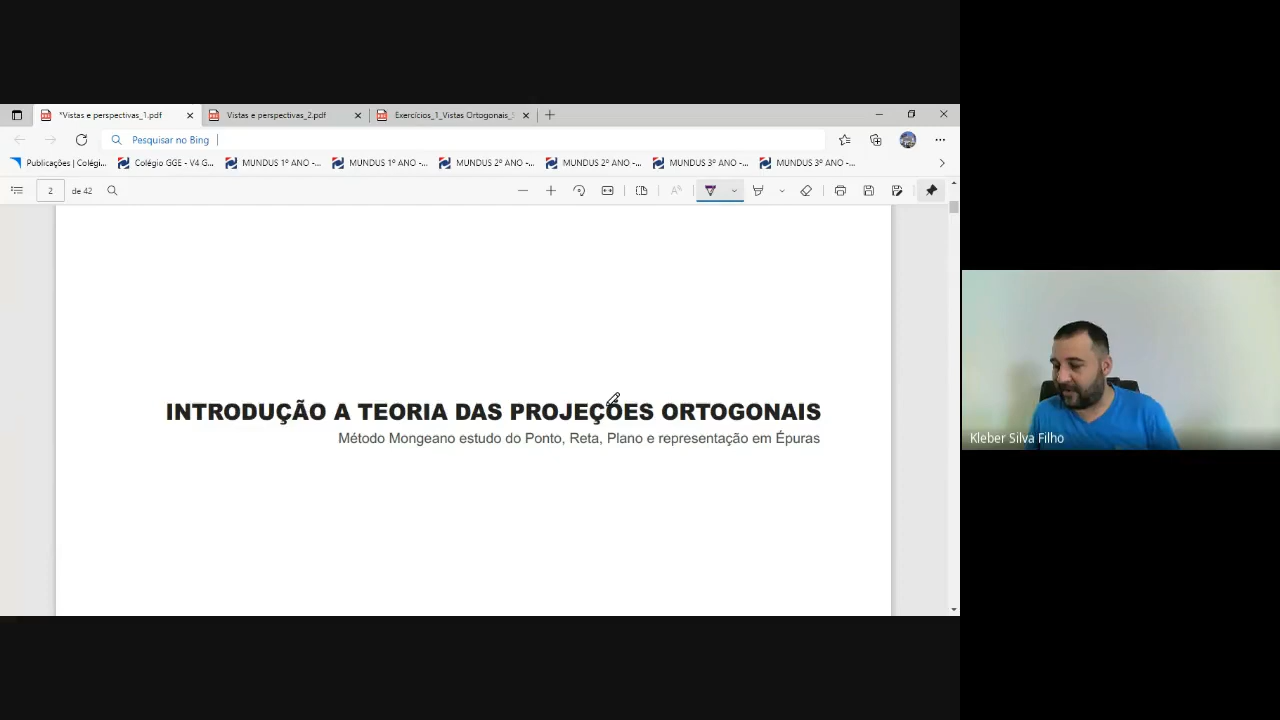 *Vistas e perspectivas_1.pdf
Vistas e perspectivas_2.pdf
Exercícios_1_Vistas Ortogonais_
Pesquisar no Bing
Publicações | Colégi...
Colégio GGE - V4 G...
MUNDUS 1º ANO -...
MUNDUS 1º ANO -...
MUNDUS 2º ANO -...
MUNDUS 2º ANO -...
MUNDUS 3º ANO -...
MUNDUS 3º ANO -...
2 de 42
INTRODUÇÃO A TEORIA DAS PROJEÇÕES ORTOGONAIS
Método Mongeano estudo do Ponto, Reta, Plano e representação em Épuras
Kleber Silva Filho